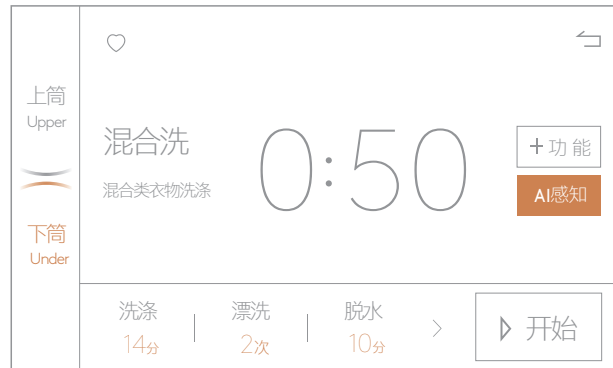 上筒
Upper
下筒
Under
混合洗
混合类衣物洗涤
0:50
+功能
AI感知
洗涤
14分
漂洗
2次
脱水
10分
开始